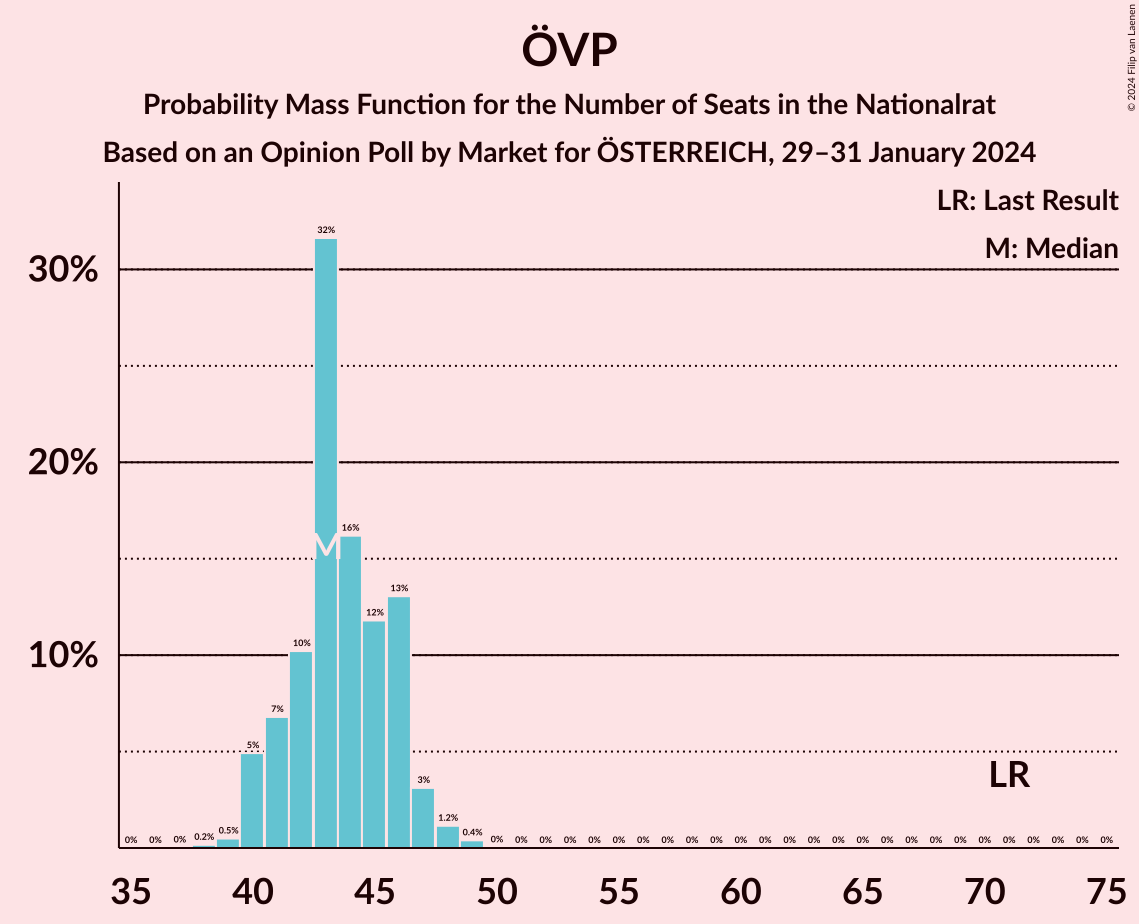 ÖVP
Probability Mass Function for the Number of Seats in the Nationalrat
Based on an Opinion Poll by Market for ÖSTERREICH, 29–31 January 2024
© 2024 Filip van Laenen
LR: Last Result
M: Median
30%
20%
10%
0% 0% 0% 0.2% 0.5% 5% 7% 10% 32% 16% 12% 13% 3% 1.2% 0.4% 0% 0% 0% 0% 0% 0% 0% 0% 0% 0% 0% 0% 0% 0% 0% 0% 0% 0% 0% 0% 0% 0% 0% 0% 0% 0%
M
LR
35 40 45 50 55 60 65 70 75